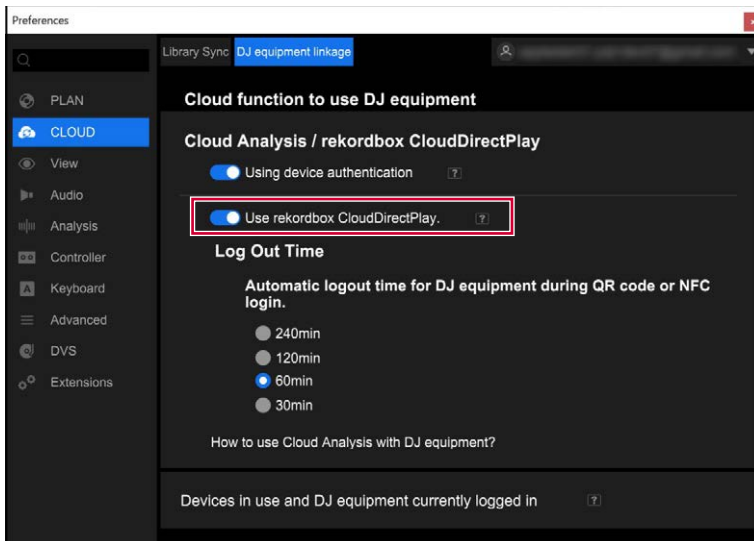 Preferences
x
Library Sync DJ equipment linkage
PLAN
CLOUD
View
Audio
Analysis
Controller
A Keyboard
Advanced
DVS
Extensions
Cloud function to use DJ equipment
Cloud Analysis / rekordbox CloudDirectPlay
Using device authentication ?
Use rekordbox CloudDirectPlay. ?
Log Out Time
Automatic logout time for DJ equipment during QR code or NFC
login.
240min
120min
60min
30min
How to use Cloud Analysis with DJ equipment?
Devices in use and DJ equipment currently logged in ?